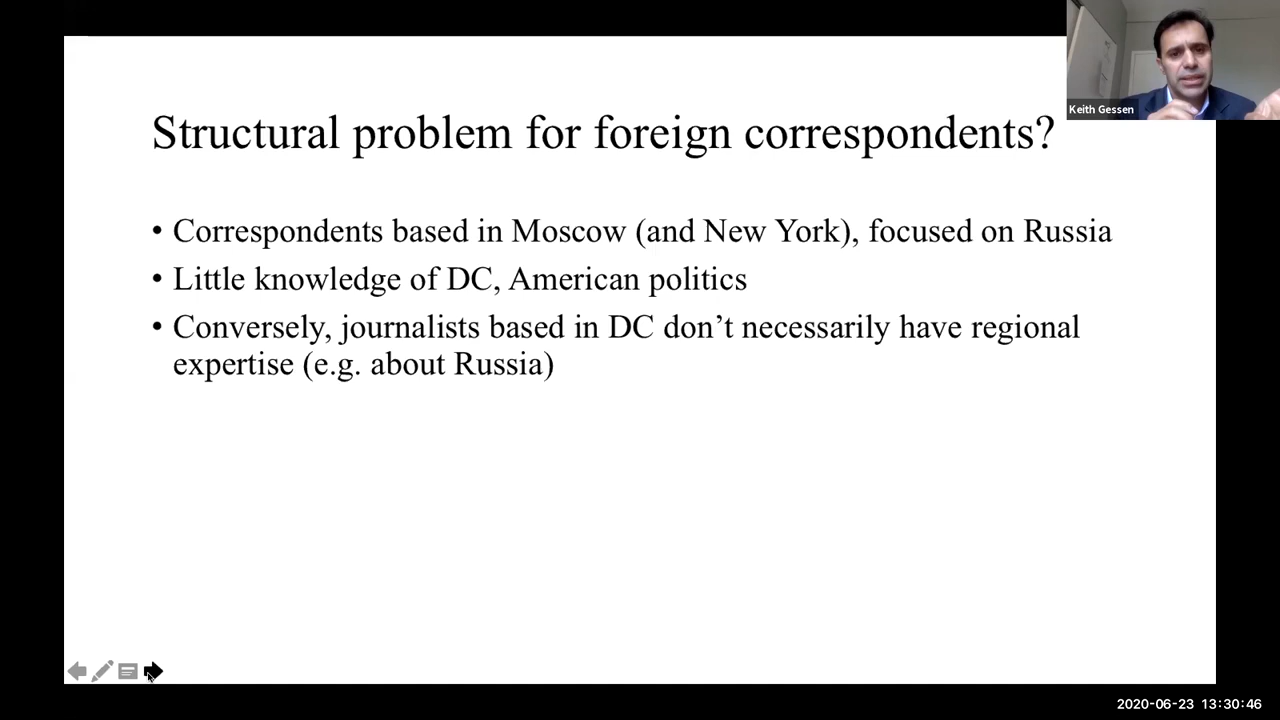 Keith Gessen
Structural problem for foreign correspondents?
• Correspondents based in Moscow (and New York), focused on Russia
• Little knowledge of DC, American politics
• Conversely, journalists based in DC don’t necessarily have regional
expertise (e.g. about Russia)
2020-06-23 13:30:46